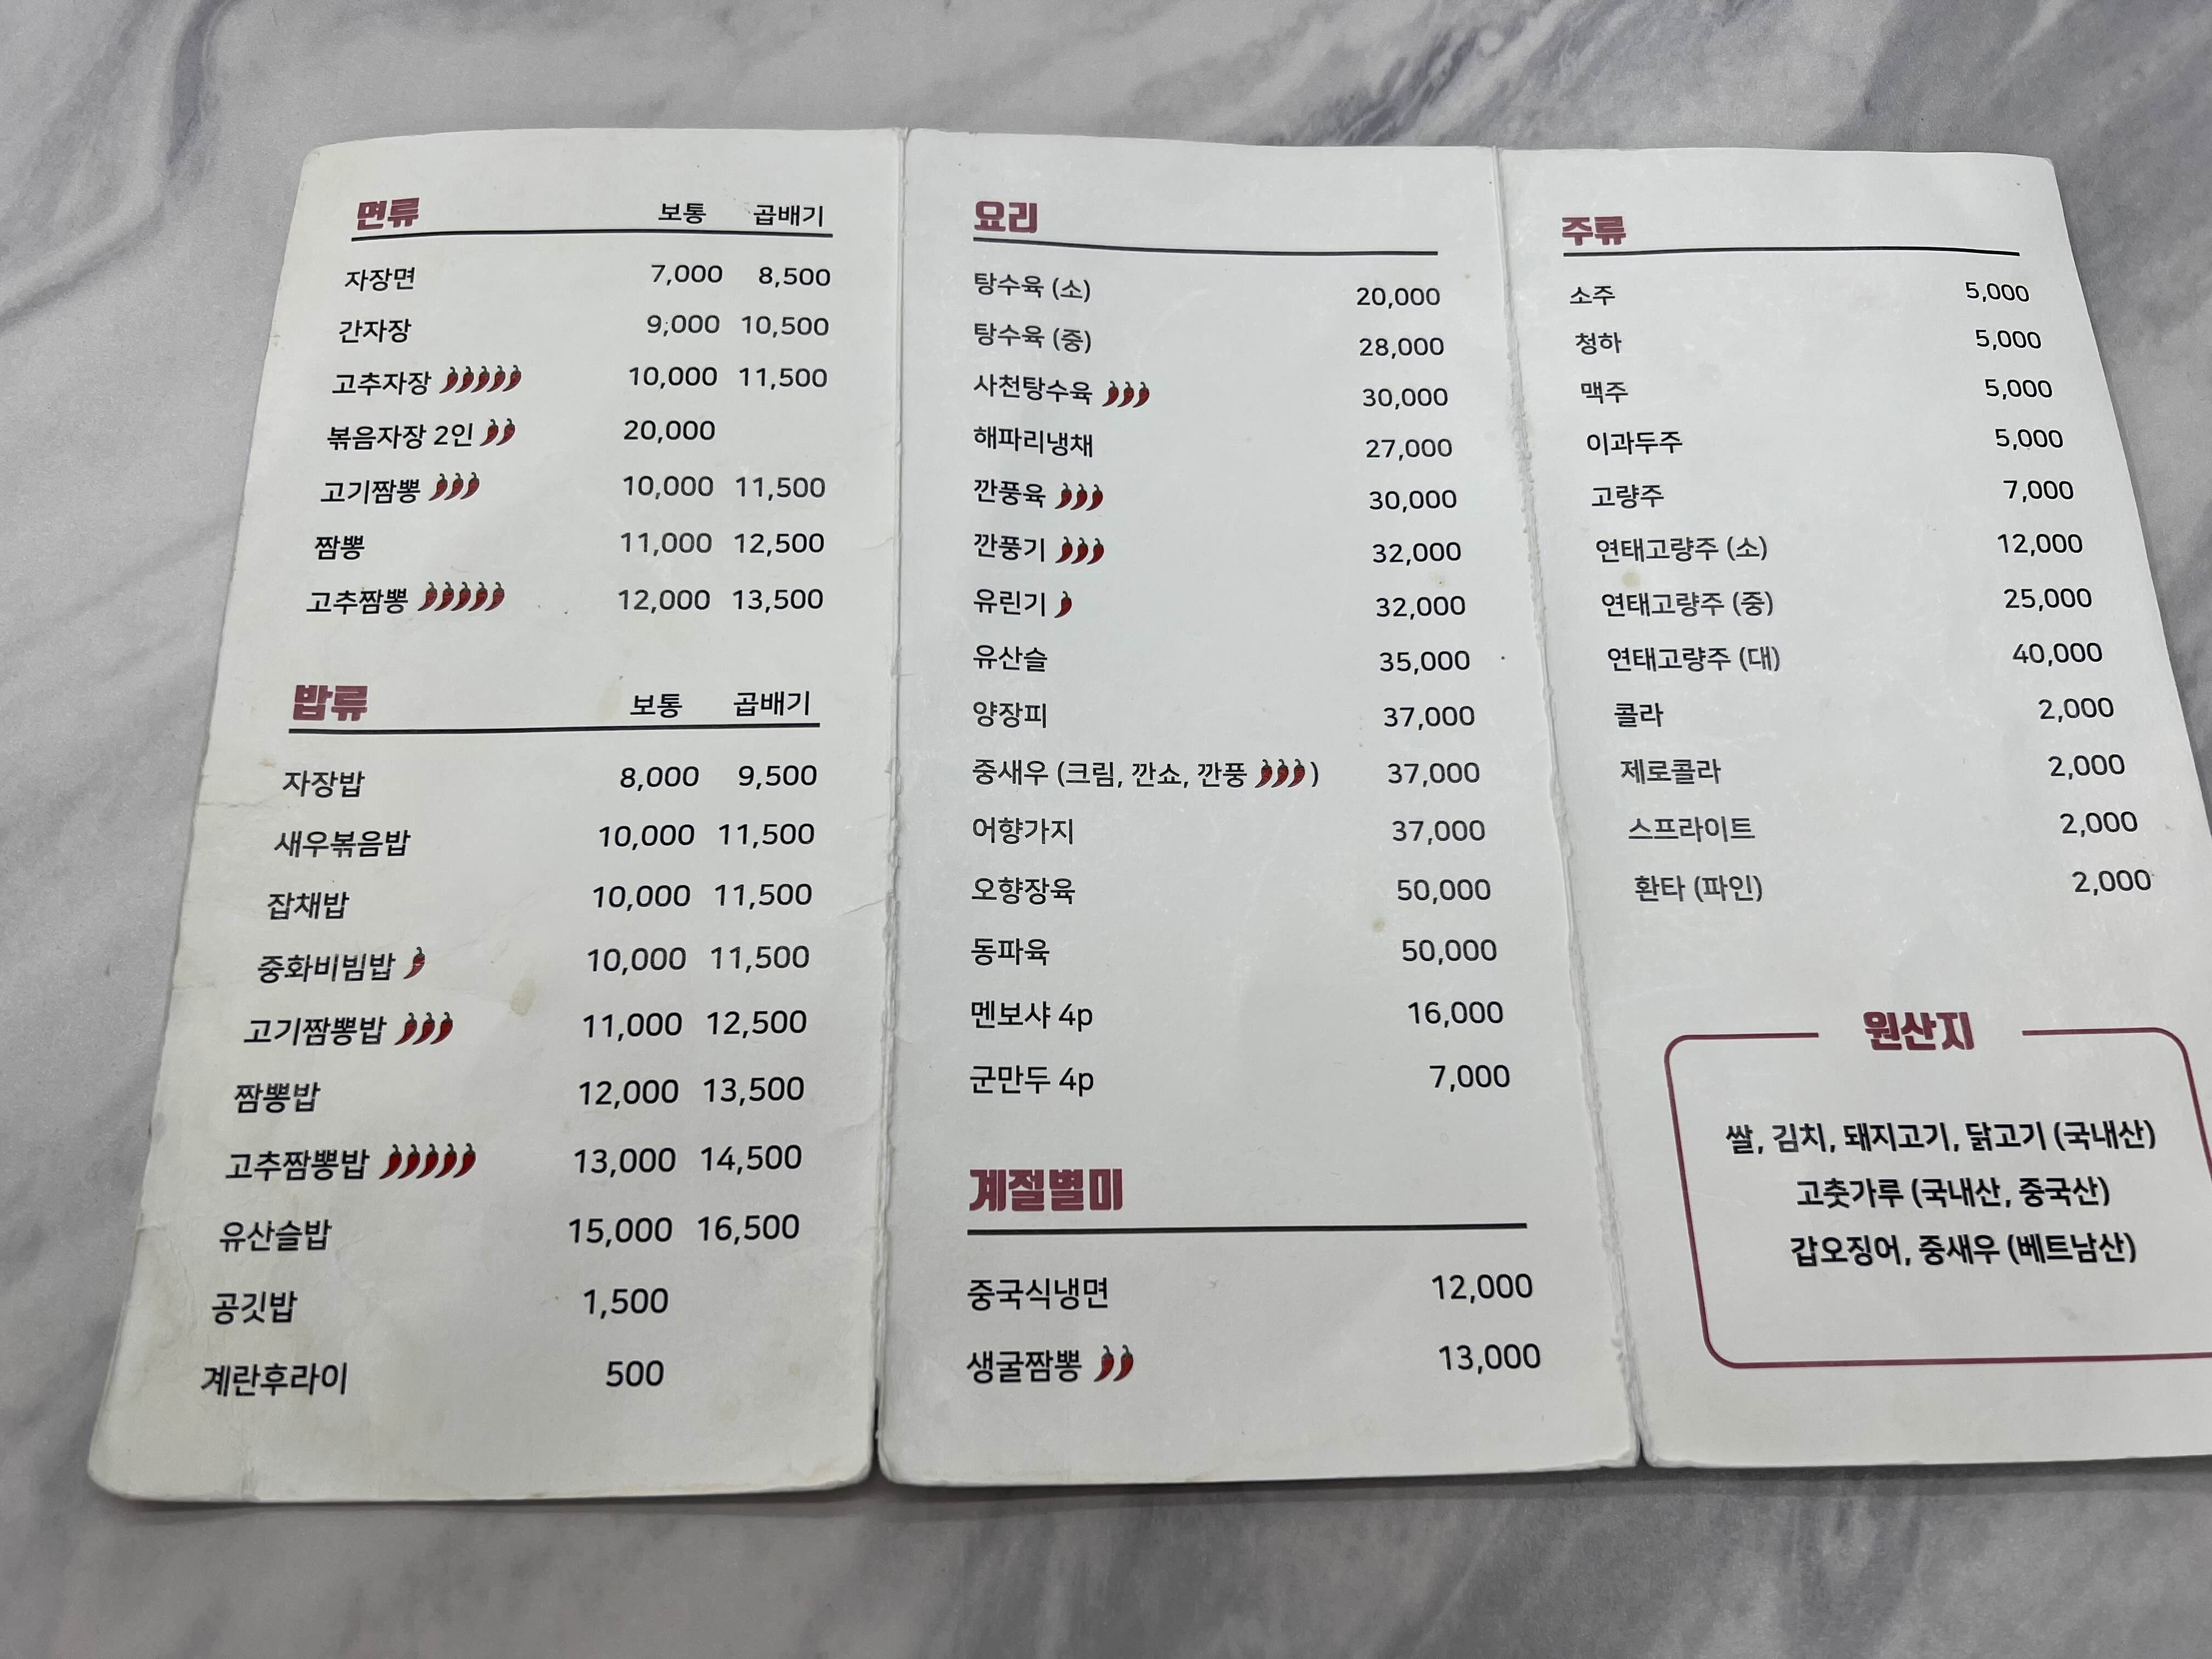 면류 보통 곱배기
자장면 7,000 8,500
간자장 9,000 10,500
고추자장 10,000 11,500
볶음자장 2인 20,000
고기짬뽕 10,000 11,500
짬뽕 11,000 12,500
고추짬뽕 12,000 13,500
밥류 보통 곱배기
자장밥 8,000 9,500
새우볶음밥 10,000 11,500
잡채밥 10,000 11,500
중화비빔밥 10,000 11,500
고기짬뽕밥 11,000 12,500
짬뽕밥 12,000 13,500
고추짬뽕밥 13,000 14,500
유산슬밥 15,000 16,500
공깃밥 1,500
계란후라이 500
요리
탕수육 (소) 20,000
탕수육 (중) 28,000
사천탕수육 30,000
해파리냉채 27,000
깐풍육 30,000
깐풍기 32,000
유린기 32,000
유산슬 35,000
양장피 37,000
중새우 (크림, 깐쇼, 깐풍 ) 37,000
어향가지 37,000
오향장육 50,000
동파육 50,000
멘보샤 4p 16,000
군만두 4p 7,000
계절별미
중국식냉면 12,000
생굴짬뽕 13,000
주류
소주 5,000
청하 5,000
맥주 5,000
이과두주 5,000
고량주 7,000
연태고량주 (소) 12,000
연태고량주 (중) 25,000
연태고량주 (대) 40,000
콜라 2,000
제로콜라 2,000
스프라이트 2,000
환타 (파인) 2,000
원산지
쌀, 김치, 돼지고기, 닭고기 (국내산)
고춧가루 (국내산, 중국산)
갑오징어, 중새우 (베트남산)